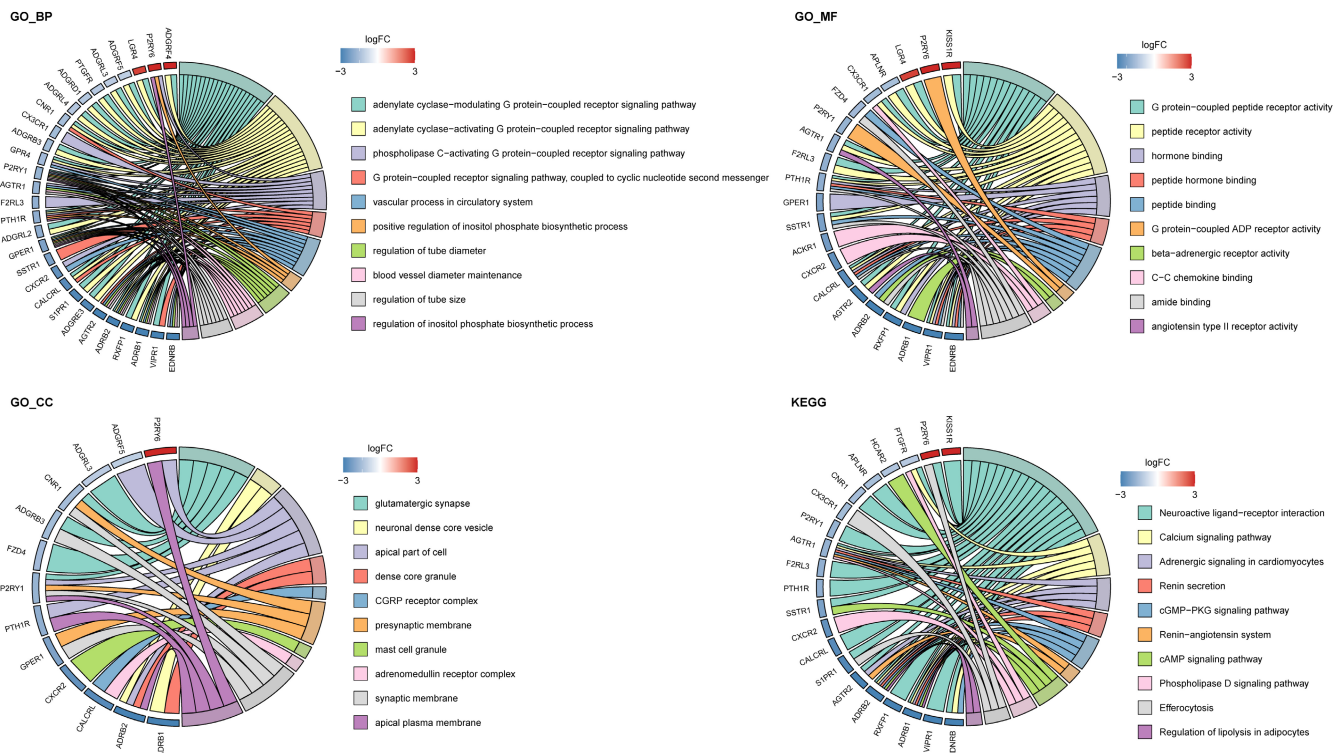 GO_BP
logFC
−3
3
ADGRF4
P2RY6
LGR4
ADGRF5
ADGRL3
PTGFR
ADGRD1
ADGRL4
CNR1
CX3CR1
ADGRB3
GPR4
P2RY1
AGTR1
F2RL3
PTH1R
ADGRL2
GPER1
SSTR1
CXCR2
CALCRL
S1PR1
ADGRE3
AGTR2
ADRB2
RXFP1
ADRB1
VIPR1
EDNRB
adenylate cyclase−modulating G protein−coupled receptor signaling pathway
adenylate cyclase−activating G protein−coupled receptor signaling pathway
phospholipase C−activating G protein−coupled receptor signaling pathway
G protein−coupled receptor signaling pathway, coupled to cyclic nucleotide second messenger
vascular process in circulatory system
positive regulation of inositol phosphate biosynthetic process
regulation of tube diameter
blood vessel diameter maintenance
regulation of tube size
regulation of inositol phosphate biosynthetic process
GO_MF
logFC
−3
3
KISS1R
P2RY6
LGR4
APLNR
CX3CR1
FZD4
P2RY1
AGTR1
F2RL3
PTH1R
GPER1
SSTR1
ACKR1
CXCR2
CALCRL
AGTR2
ADRB2
RXFP1
ADRB1
VIPR1
EDNRB
G protein−coupled peptide receptor activity
peptide receptor activity
hormone binding
peptide hormone binding
peptide binding
G protein−coupled ADP receptor activity
beta−adrenergic receptor activity
C−C chemokine binding
amide binding
angiotensin type II receptor activity
GO_CC
logFC
−3
3
P2RY6
ADGRF5
ADGRL3
CNR1
ADGRB3
FZD4
P2RY1
PTH1R
GPER1
CXCR2
CALCRL
ADRB2
DRB1
glutamatergic synapse
neuronal dense core vesicle
apical part of cell
dense core granule
CGRP receptor complex
presynaptic membrane
mast cell granule
adrenomedullin receptor complex
synaptic membrane
apical plasma membrane
KEGG
logFC
−3
3
KISS1R
P2RY6
PTGFR
HCAR2
APLNR
CNR1
CX3CR1
P2RY1
AGTR1
F2RL3
PTH1R
SSTR1
CXCR2
CALCRL
S1PR1
AGTR2
ADRB2
RXFP1
ADRB1
VIPR1
DNRB
Neuroactive ligand−receptor interaction
Calcium signaling pathway
Adrenergic signaling in cardiomyocytes
Renin secretion
cGMP−PKG signaling pathway
Renin−angiotensin system
cAMP signaling pathway
Phospholipase D signaling pathway
Efferocytosis
Regulation of lipolysis in adipocytes